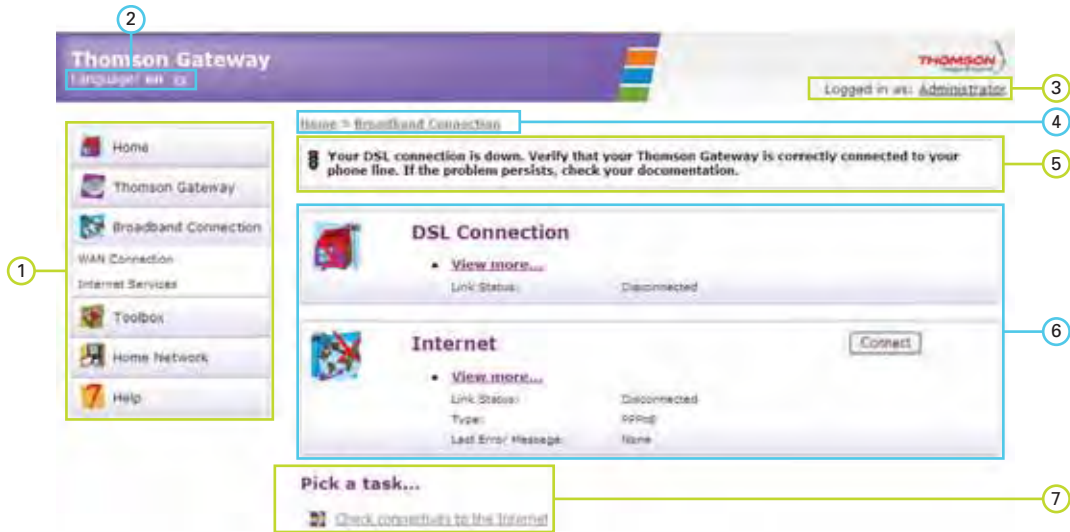 2
Thomson Gateway
Language: en
THOMSON
Logged in as: Administrator
3
Home > Broadband Connection
4
Your DSL connection is down. Verify that your Thomson Gateway is correctly connected to your
phone line. If the problem persists, check your documentation.
5
1
Home
Thomson Gateway
Broadband Connection
WAN Connection
Internet Services
Toolbox
Home Network
Help
DSL Connection
View more...
Link Status: Disconnected
6
Internet
Connect
View more...
Link Status: Disconnected
Type: PPPoE
Last Error Message: None
Pick a task...
7
Check connectivity to the Internet